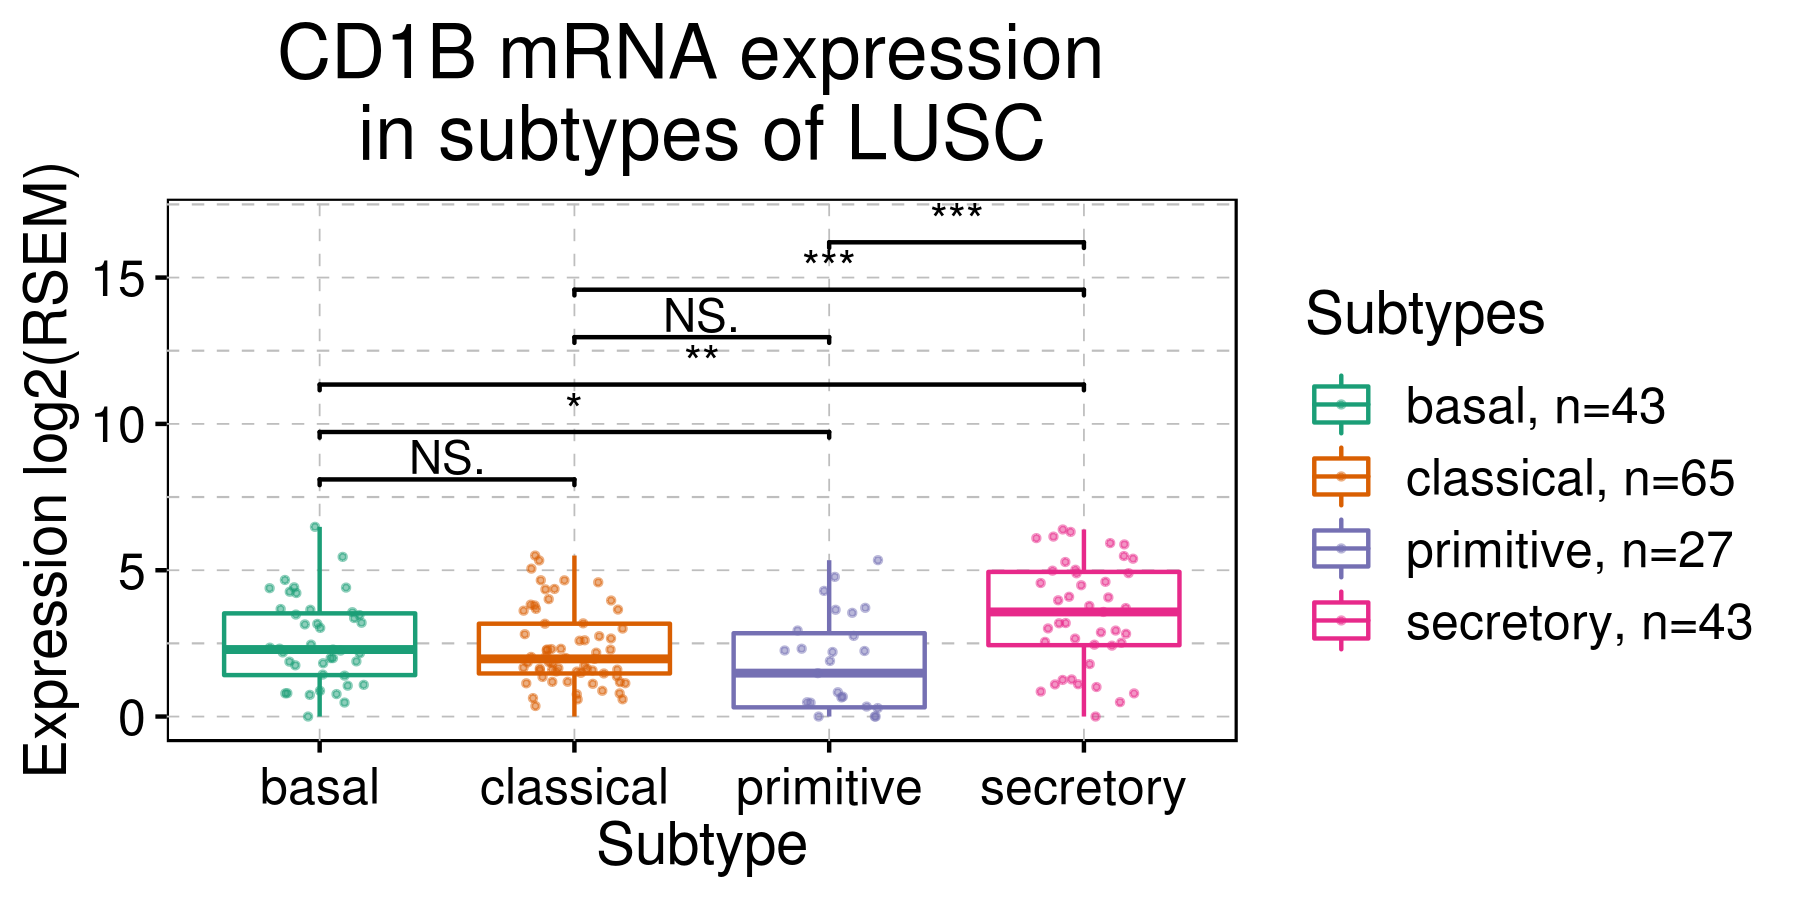 CD1B mRNA expression
in subtypes of LUSC
Expression log2(RSEM)
15
10
5
0
***
***
NS.
**
*
NS.
basal
classical
primitive
secretory
Subtype
Subtypes
basal, n=43
classical, n=65
primitive, n=27
secretory, n=43